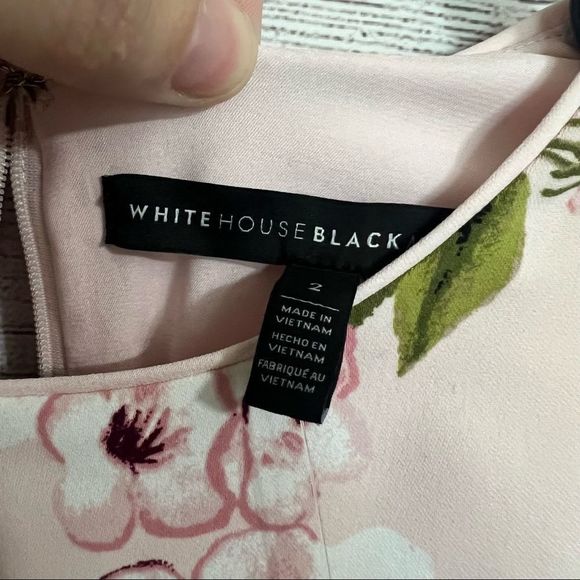 WHITE HOUSE BLACK
2
MADE IN
VIETNAM
HECHO EN
VIETNAM
FABRIQUÉ AU
VIETNAM